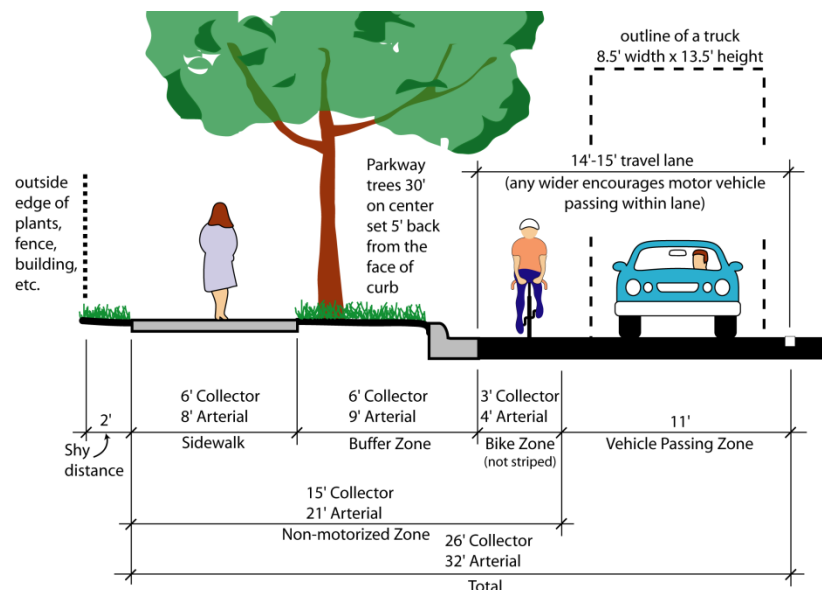 outline of a truck
8.5' width x 13.5' height
14'-15' travel lane
(any wider encourages motor vehicle
passing within lane)
outside
edge of
plants,
fence,
building,
etc.
Parkway
trees 30'
on center
set 5' back
from the
face of
curb
2'
Shy
distance
6' Collector
8' Arterial
Sidewalk
6' Collector
9' Arterial
Buffer Zone
3' Collector
4' Arterial
Bike Zone
(not striped)
11'
Vehicle Passing Zone
15' Collector
21' Arterial
Non-motorized Zone
26' Collector
32' Arterial
Total